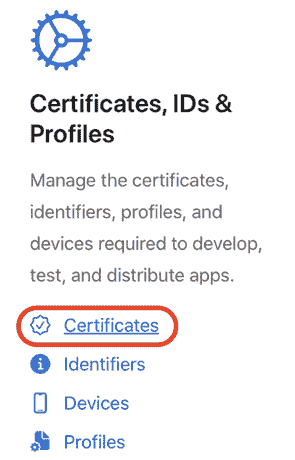 Certificates, IDs &
Profiles
Manage the certificates,
identifiers, profiles, and
devices required to develop,
test, and distribute apps.
Certificates
Identifiers
Devices
Profiles